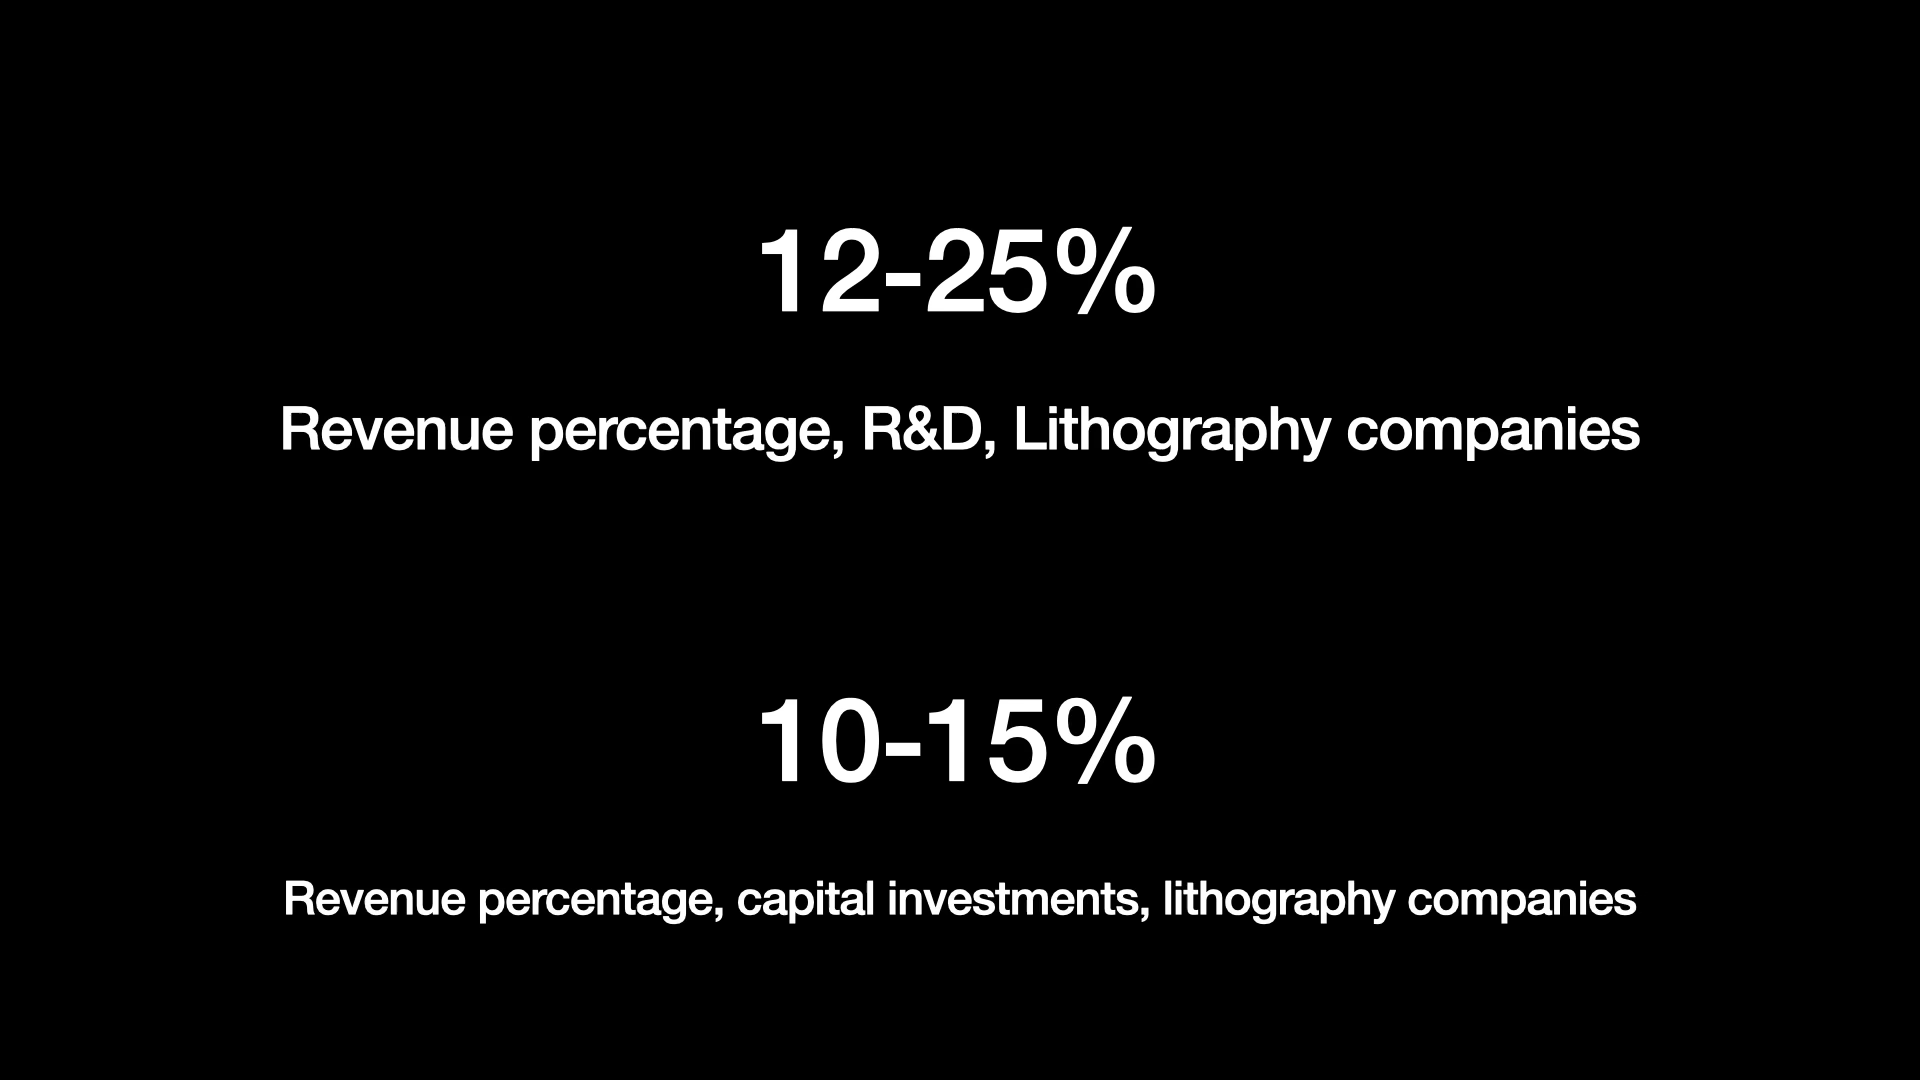 12-25%
Revenue percentage, R&D, Lithography companies
10-15%
Revenue percentage, capital investments, lithography companies